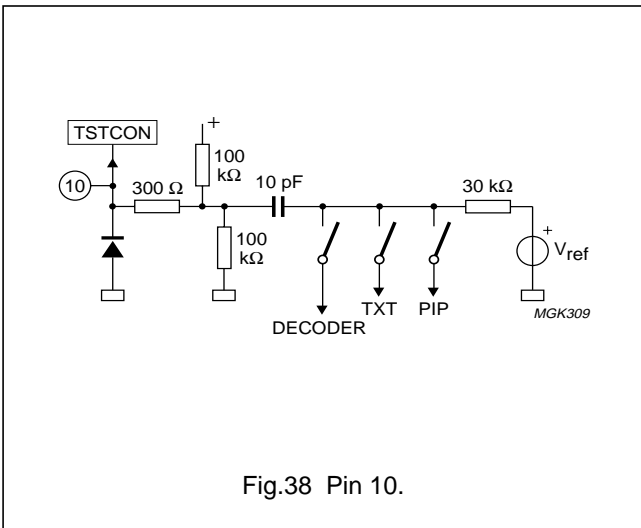 TSTCON
+
10
300 Ω
100
kΩ
10 pF
30 kΩ
100
kΩ
+
Vref
DECODER
TXT
PIP
MGK309
Fig.38 Pin 10.